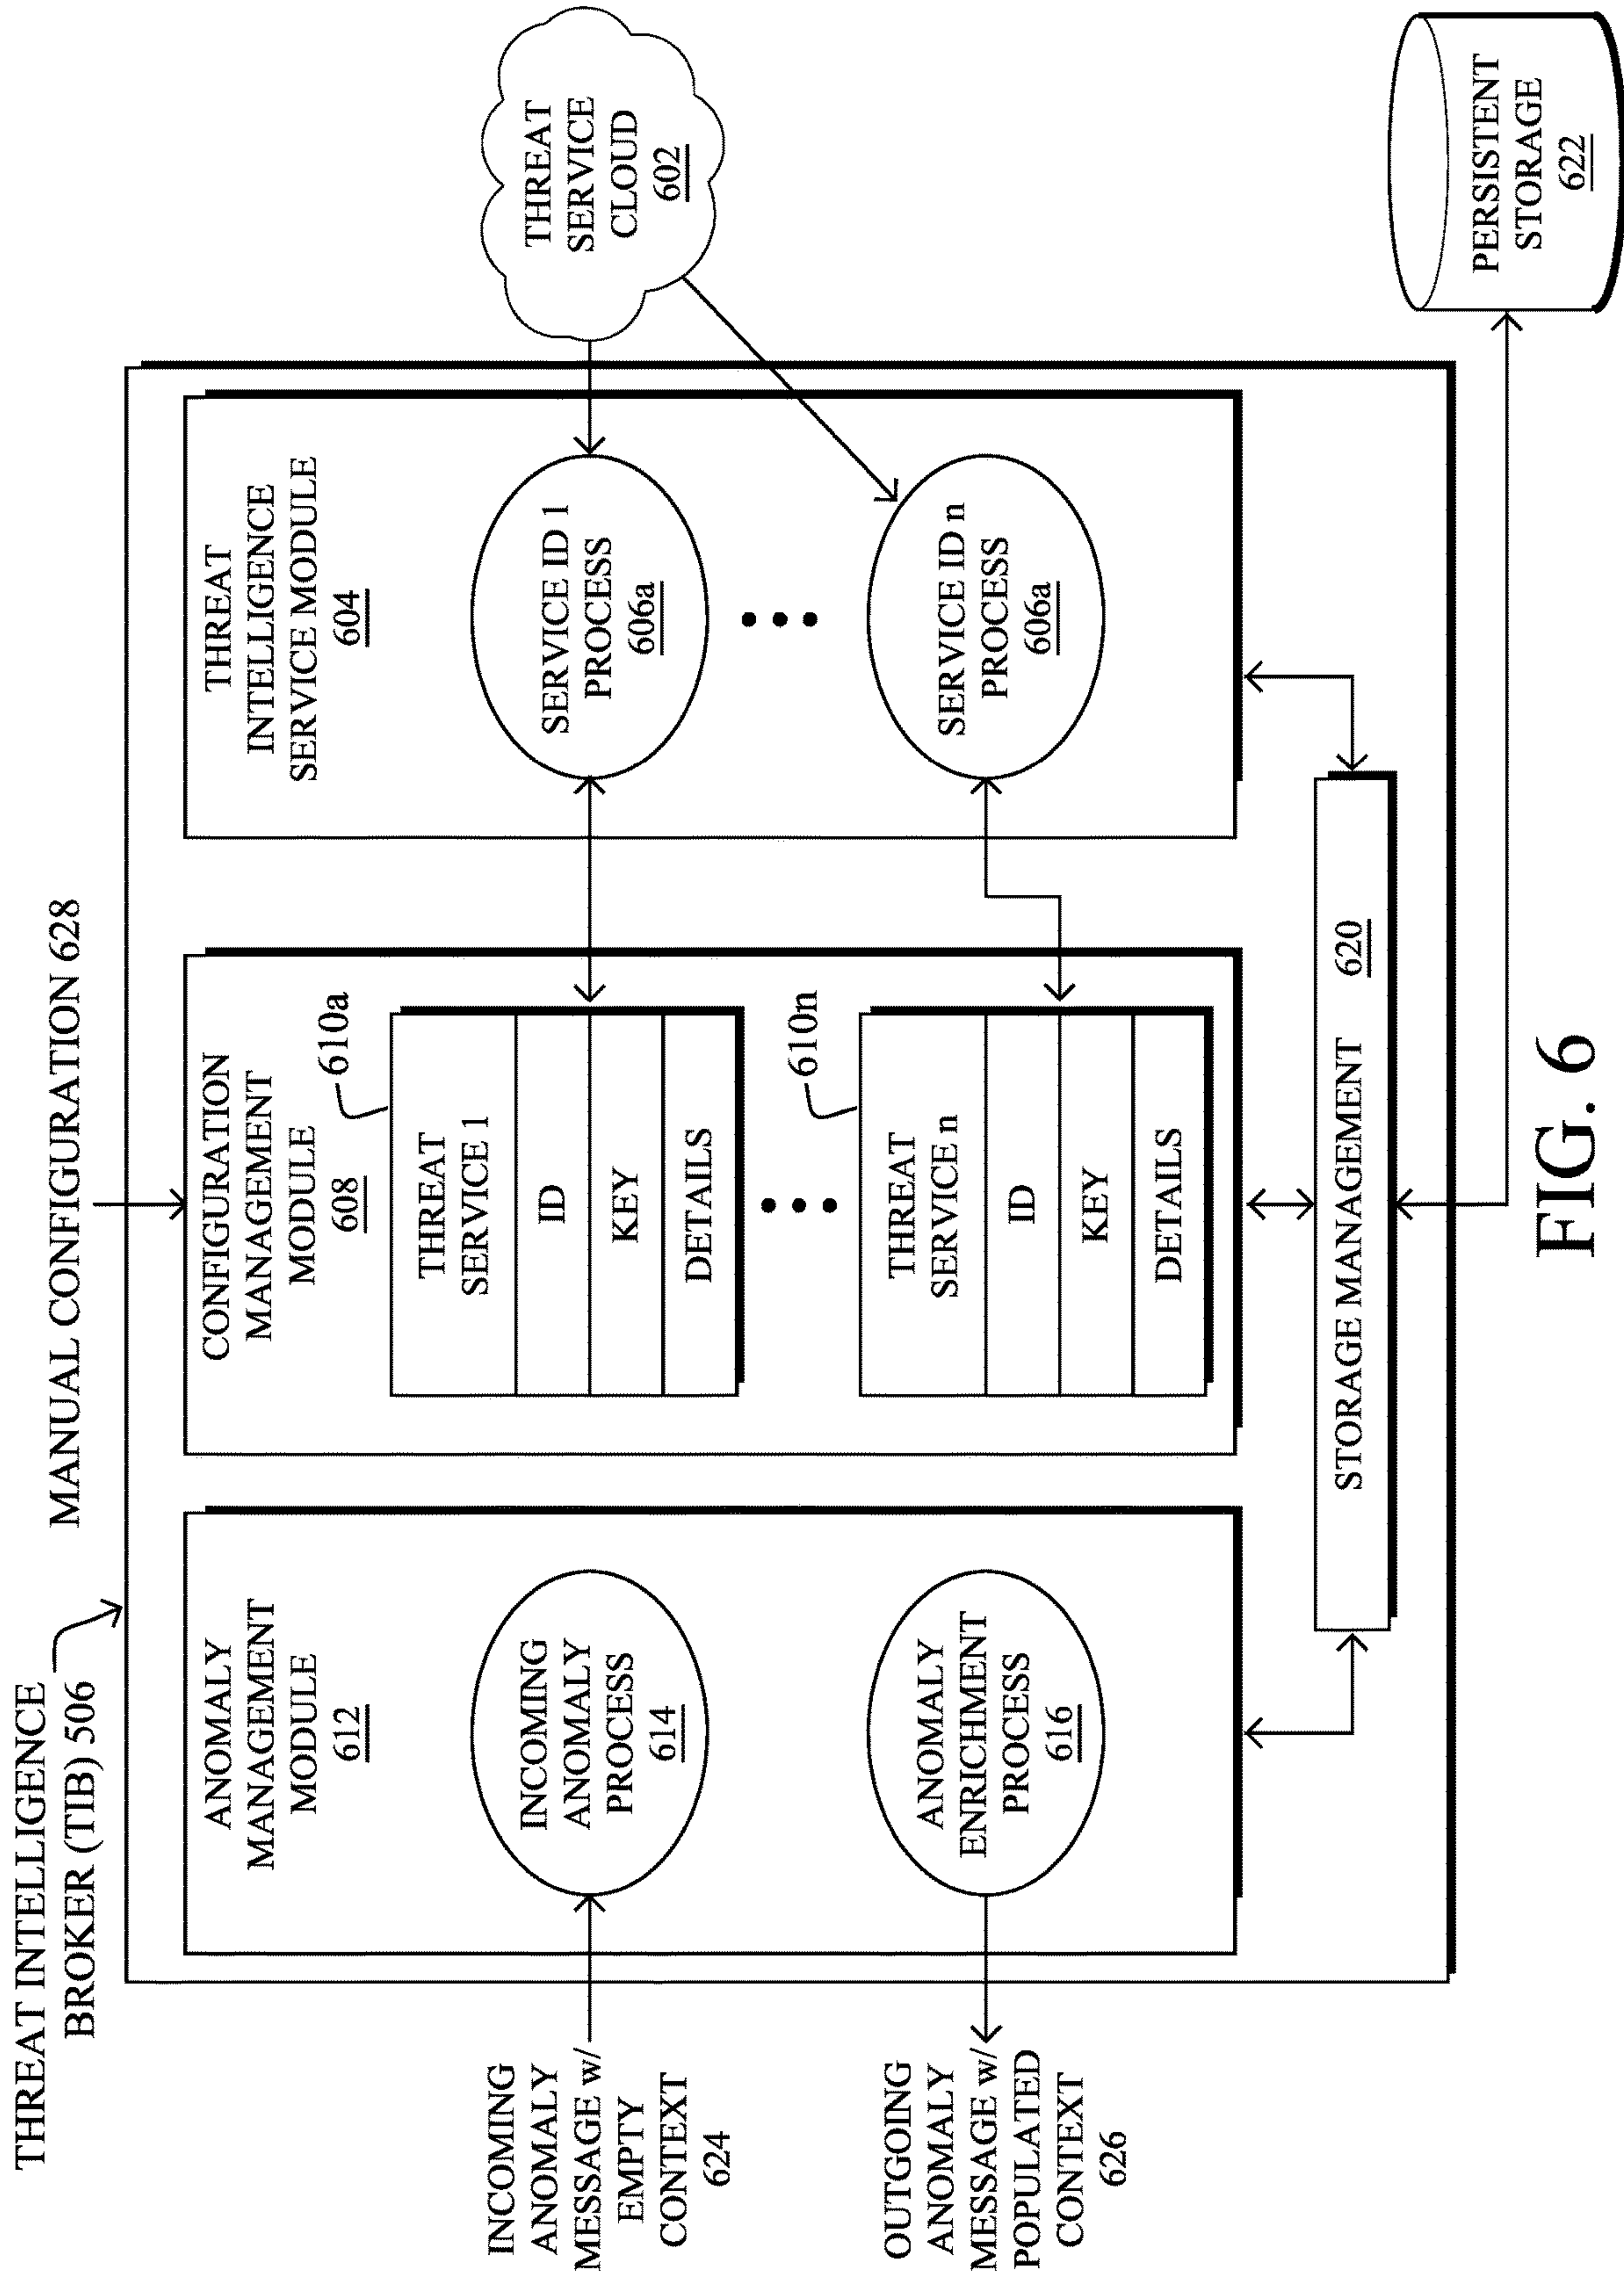 THREAT INTELLIGENCE
BROKER (TIB) 506
MANUAL CONFIGURATION 628
INCOMING
ANOMALY
MESSAGE w/
EMPTY
CONTEXT
624
OUTGOING
ANOMALY
MESSAGE w/
POPULATED
CONTEXT
626
ANOMALY
MANAGEMENT
MODULE
612
INCOMING
ANOMALY
PROCESS
614
ANOMALY
ENRICHMENT
PROCESS
616
CONFIGURATION
MANAGEMENT
MODULE
608
610a
THREAT
SERVICE 1
ID
KEY
DETAILS
610n
THREAT
SERVICE n
ID
KEY
DETAILS
THREAT
INTELLIGENCE
SERVICE MODULE
604
SERVICE ID 1
PROCESS
606a
SERVICE ID n
PROCESS
606a
THREAT
SERVICE
CLOUD
602
STORAGE MANAGEMENT 620
PERSISTENT
STORAGE
622
FIG. 6